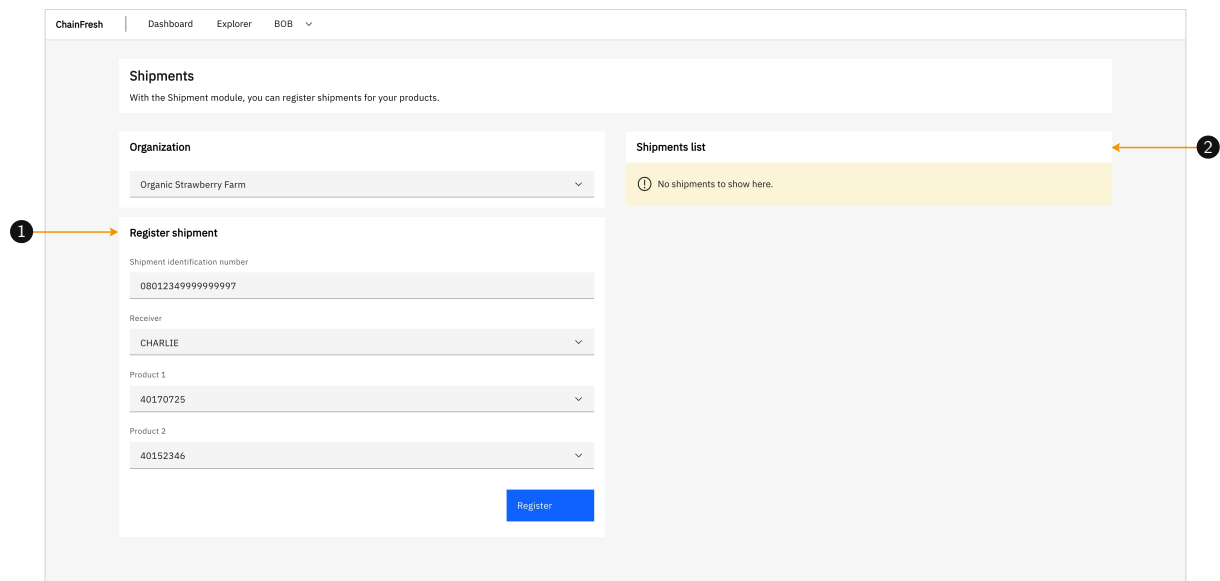 ChainFresh Dashboard Explorer BOB
Shipments
With the Shipment module, you can register shipments for your products.
Organization
Organic Strawberry Farm
1
Register shipment
Shipment identification number
08012349999999997
Receiver
CHARLIE
Product 1
40170725
Product 2
40152346
Register
Shipments list
2
No shipments to show here.